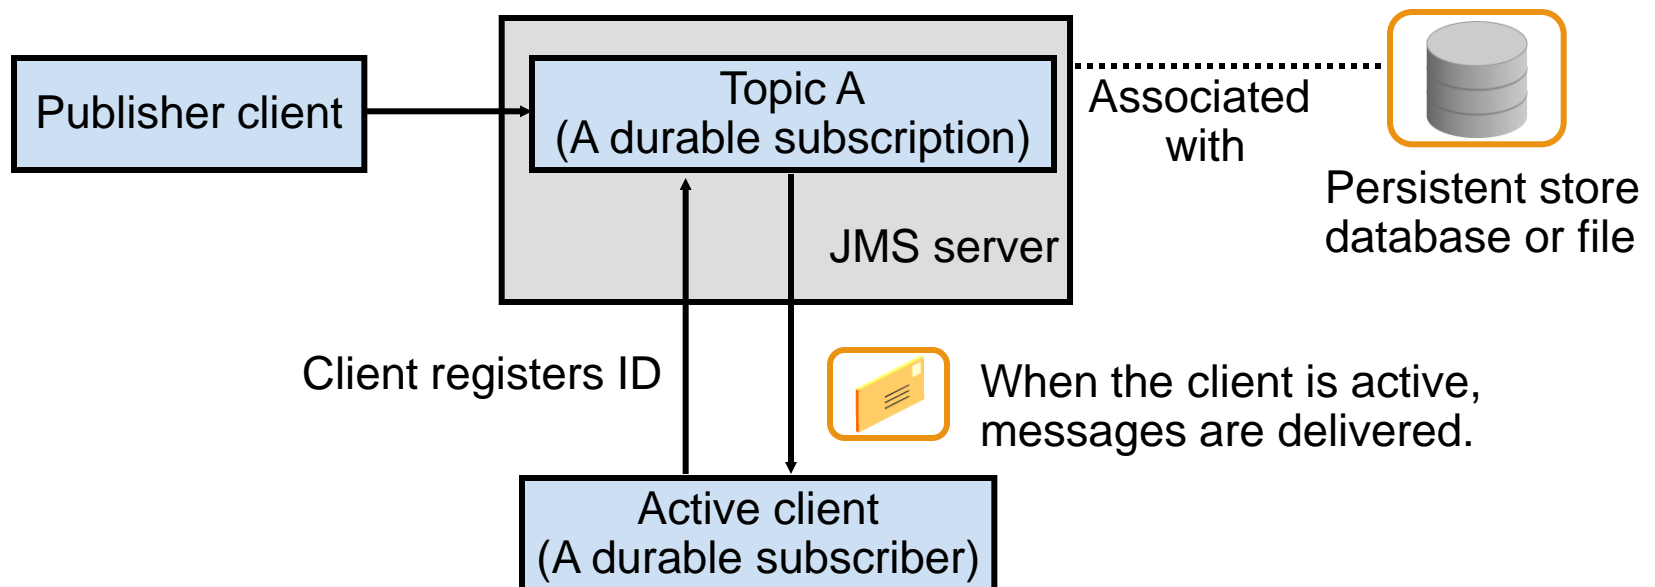 Publisher client
Topic A
(A durable subscription)
JMS server
Associated
with
Persistent store
database or file
Client registers ID
When the client is active,
messages are delivered.
Active client
(A durable subscriber)